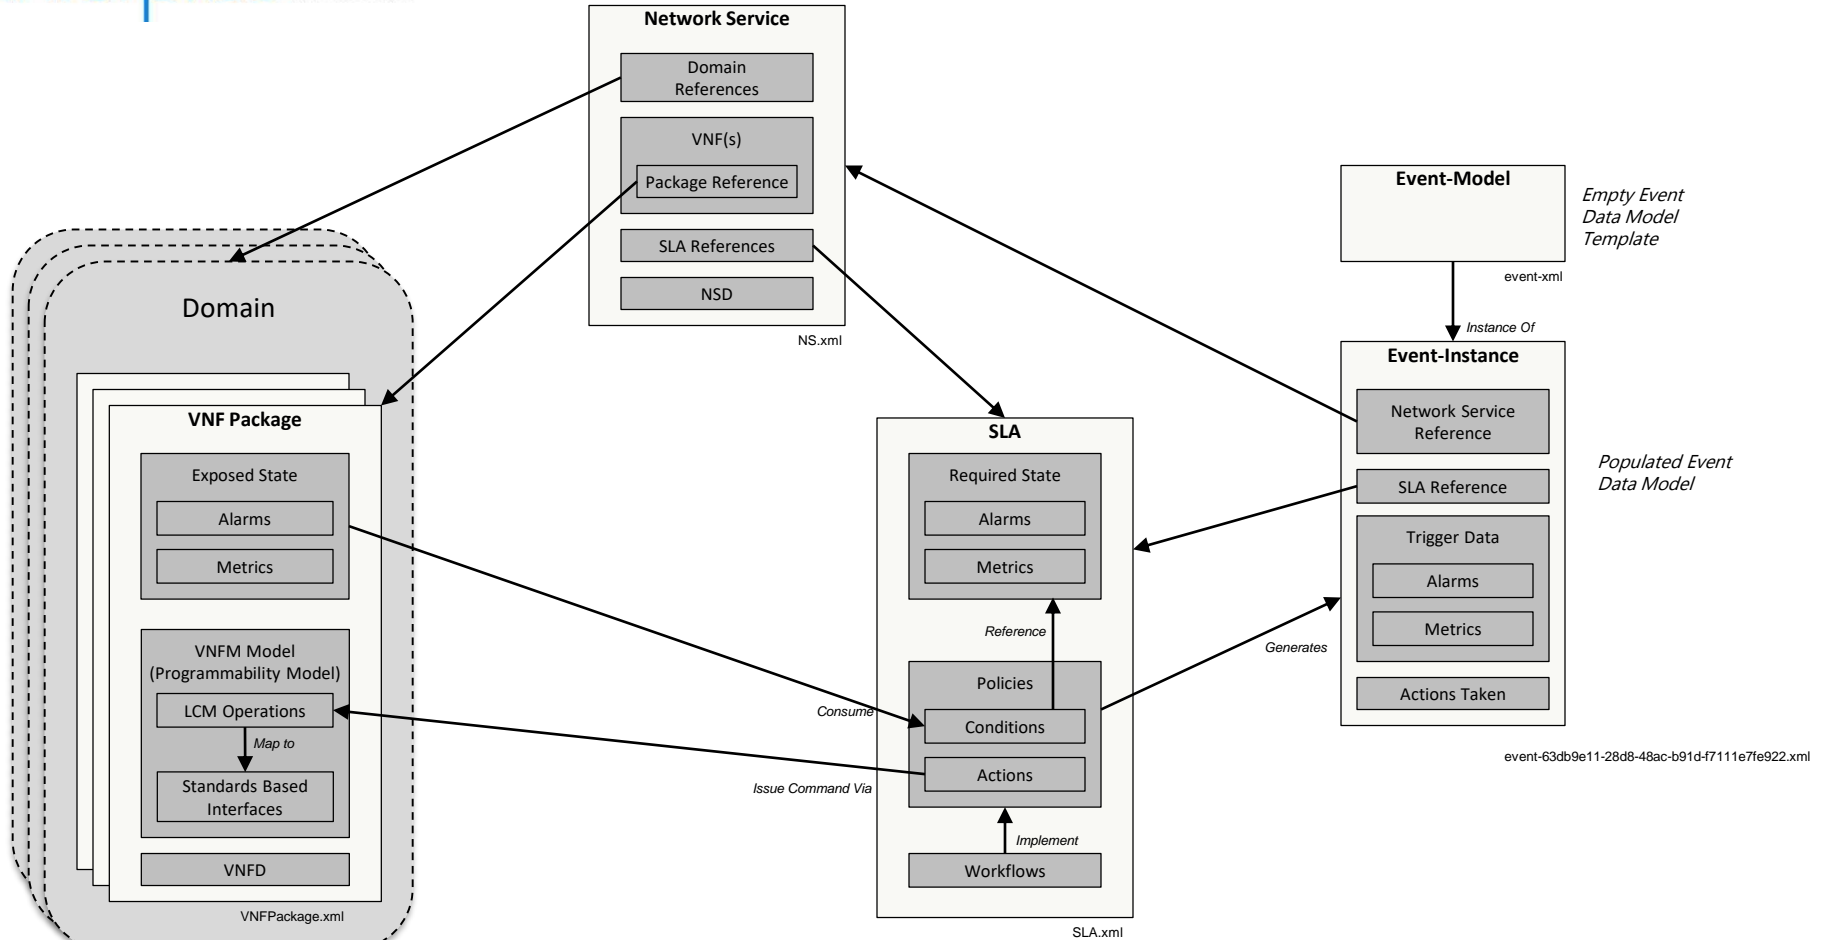 Network Service
Domain
References
VNF(s)
Package Reference
SLA References
NSD
NS.xml
Event-Model
Empty Event
Data Model
Template
event-xml
Instance Of
Event-Instance
Network Service
Reference
SLA Reference
Trigger Data
Alarms
Metrics
Actions Taken
Populated Event
Data Model
event-63db9e11-28d8-48ac-b91d-f7111e7fe922.xml
Domain
VNF Package
Exposed State
Alarms
Metrics
VNFM Model
(Programmability Model)
LCM Operations
Map to
Standards Based
Interfaces
VNFD
VNFPackage.xml
Consume
Issue Command Via
SLA
Required State
Alarms
Metrics
Reference
Policies
Conditions
Actions
Implement
Workflows
SLA.xml
Generates